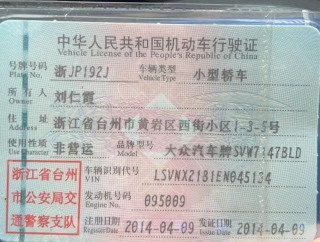 中华人民共和国机动车行驶证
Vehicle License of the People's Republic of China
号牌号码 浙JP192J 车辆类型 小型轿车
Plate No. Vehicle Type
所有人 刘仁霞
Owner
住址 浙江省台州市黄岩区西街小区1-3-5号
Address
使用性质 非营运 品牌型号 大众汽车牌SVW7147BLD
Use Character Model
浙江省台州
市公安局交
通警察支队
车辆识别代号 LSVNX2181EN045134
VIN
发动机号码 095009
Engine No.
注册日期 2014-04-09 发证日期 2014-04-09
Register Date Issue Date